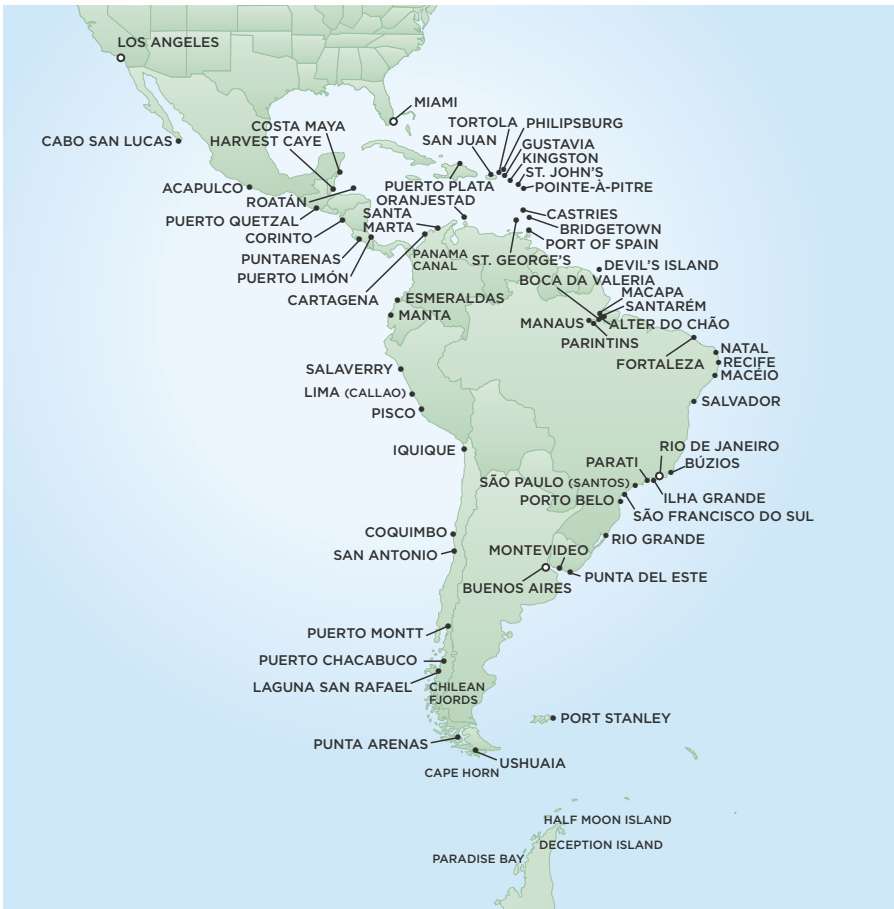 LOS ANGELES
MIAMI
COSTA MAYA
TORTOLA
PHILIPSBURG
CABO SAN LUCAS
HARVEST CAYE
SAN JUAN
GUSTAVIA
KINGSTON
ST. JOHN'S
ACAPULCO
PUERTO PLATA
POINTE-À-PITRE
ROATÁN
ORANJESTAD
PUERTO QUETZAL
SANTA
MARTA
CASTRIES
CORINTO
BRIDGETOWN
PUNTARENAS
PANAMA
CANAL
ST. GEORGE'S
PORT OF SPAIN
PUERTO LIMÓN
DEVIL'S ISLAND
CARTAGENA
BOCA DA VALERIA
ESMERALDAS
MACAPA
SANTARÉM
MANTA
MANAUS
ALTER DO CHÃO
PARINTINS
FORTALEZA
NATAL
RECIFE
MACÉIO
SALAVERRY
LIMA (CALLAO)
PISCO
SALVADOR
IQUIQUE
RIO DE JANEIRO
PARATI
BÚZIOS
SÃO PAULO (SANTOS)
PORTO BELO
ILHA GRANDE
SÃO FRANCISCO DO SUL
COQUIMBO
RIO GRANDE
SAN ANTONIO
MONTEVIDEO
BUENOS AIRES
PUNTA DEL ESTE
PUERTO MONTT
PUERTO CHACABUCO
LAGUNA SAN RAFAEL
CHILEAN
FJORDS
PORT STANLEY
PUNTA ARENAS
USHUAIA
CAPE HORN
HALF MOON ISLAND
DECEPTION ISLAND
PARADISE BAY